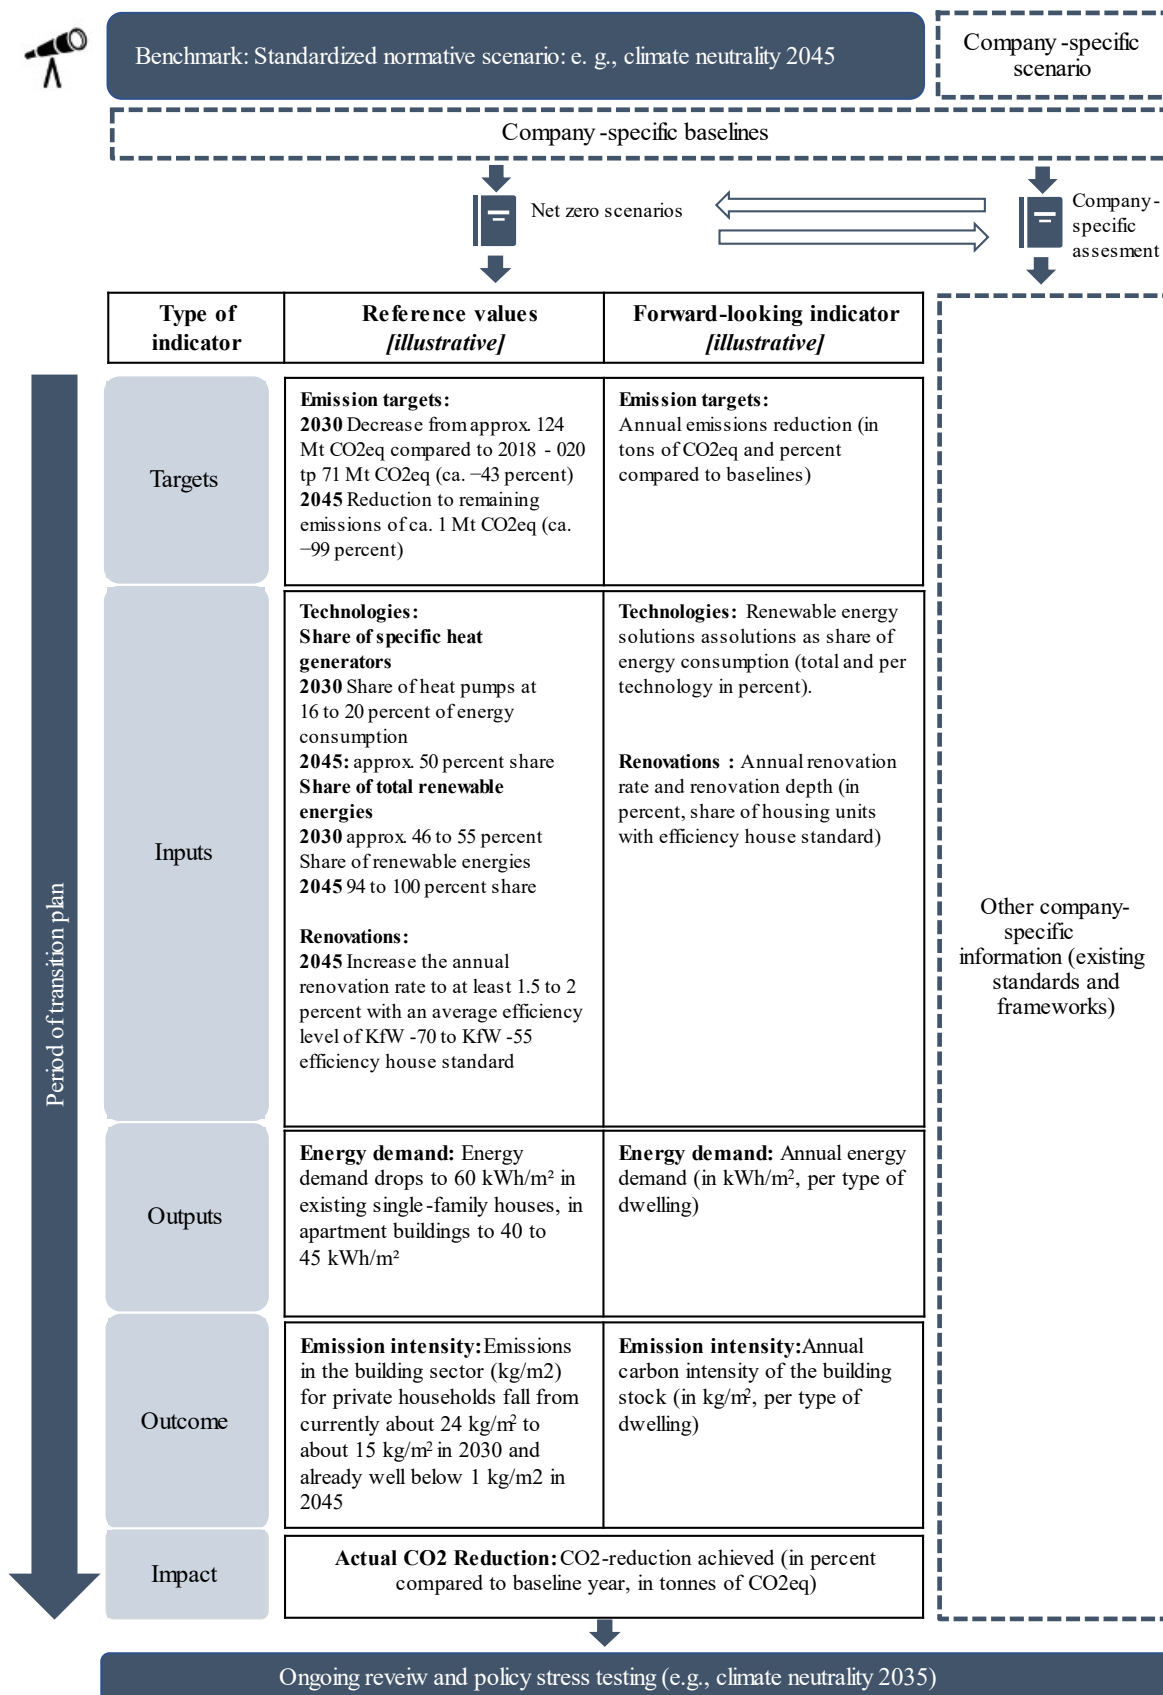 Benchmark: Standardized normative scenario: e. g., climate neutrality 2045
Company-specific
scenario
Company-specific baselines
Net zero scenarios
Company-
specific
assesment
Type of
indicator
Reference values
[illustrative]
Forward-looking indicator
[illustrative]
Period of transition plan
Targets
Emission targets:
2030 Decrease from approx. 124
Mt CO2eq compared to 2018 - 020
tp 71 Mt CO2eq (ca. −43 percent)
2045 Reduction to remaining
emissions of ca. 1 Mt CO2eq (ca.
−99 percent)
Emission targets:
Annual emissions reduction (in
tons of CO2eq and percent
compared to baselines)
Inputs
Technologies:
Share of specific heat
generators
2030 Share of heat pumps at
16 to 20 percent of energy
consumption
2045: approx. 50 percent share
Share of total renewable
energies
2030 approx. 46 to 55 percent
Share of renewable energies
2045 94 to 100 percent share
Renovations:
2045 Increase the annual
renovation rate to at least 1.5 to 2
percent with an average efficiency
level of KfW -70 to KfW -55
efficiency house standard
Technologies: Renewable energy
solutions assolutions as share of
energy consumption (total and per
technology in percent).
Renovations : Annual renovation
rate and renovation depth (in
percent, share of housing units
with efficiency house standard)
Other company-
specific
information (existing
standards and
frameworks)
Outputs
Energy demand: Energy
demand drops to 60 kWh/m² in
existing single-family houses, in
apartment buildings to 40 to
45 kWh/m²
Energy demand: Annual energy
demand (in kWh/m², per type of
dwelling)
Outcome
Emission intensity:Emissions
in the building sector (kg/m2)
for private households fall from
currently about 24 kg/m² to
about 15 kg/m² in 2030 and
already well below 1 kg/m2 in
2045
Emission intensity:Annual
carbon intensity of the building
stock (in kg/m², per type of
dwelling)
Impact
Actual CO2 Reduction:CO2-reduction achieved (in percent
compared to baseline year, in tonnes of CO2eq)
Ongoing reveiw and policy stress testing (e.g., climate neutrality 2035)